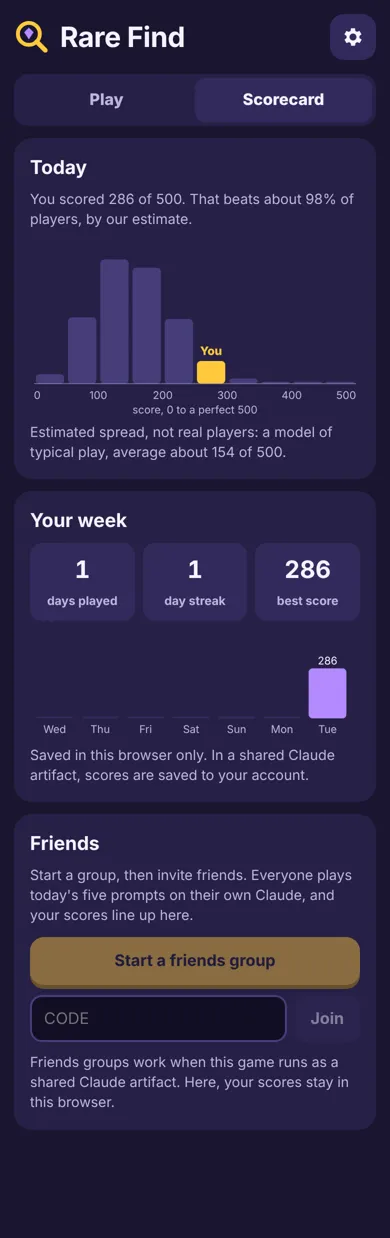 Rare Find
Play
Scorecard
Today
You scored 286 of 500. That beats about 98% of
players, by our estimate.
You
0 100 200 300 400 500
score, 0 to a perfect 500
Estimated spread, not real players: a model of
typical play, average about 154 of 500.
Your week
1
days played
1
day streak
286
best score
286
Wed Thu Fri Sat Sun Mon Tue
Saved in this browser only. In a shared Claude
artifact, scores are saved to your account.
Friends
Start a group, then invite friends. Everyone plays
today's five prompts on their own Claude, and
your scores line up here.
Start a friends group
CODE
Join
Friends groups work when this game runs as a
shared Claude artifact. Here, your scores stay in
this browser.